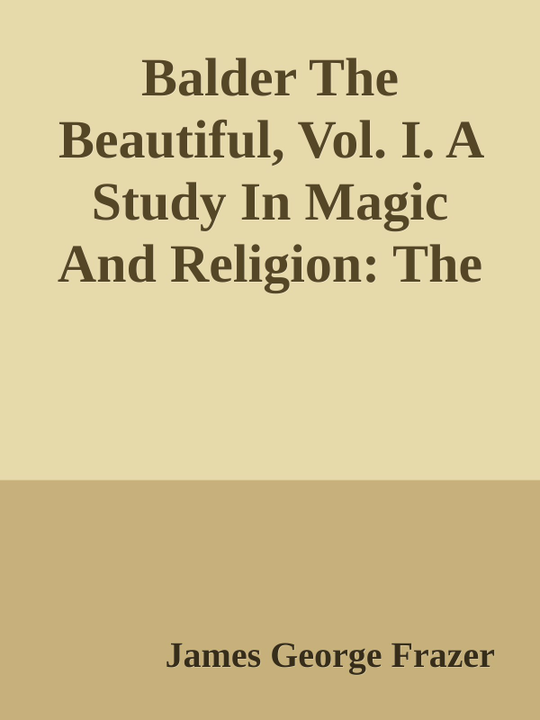 Balder The
Beautiful, Vol. I. A
Study In Magic
And Religion: The
James George Frazer